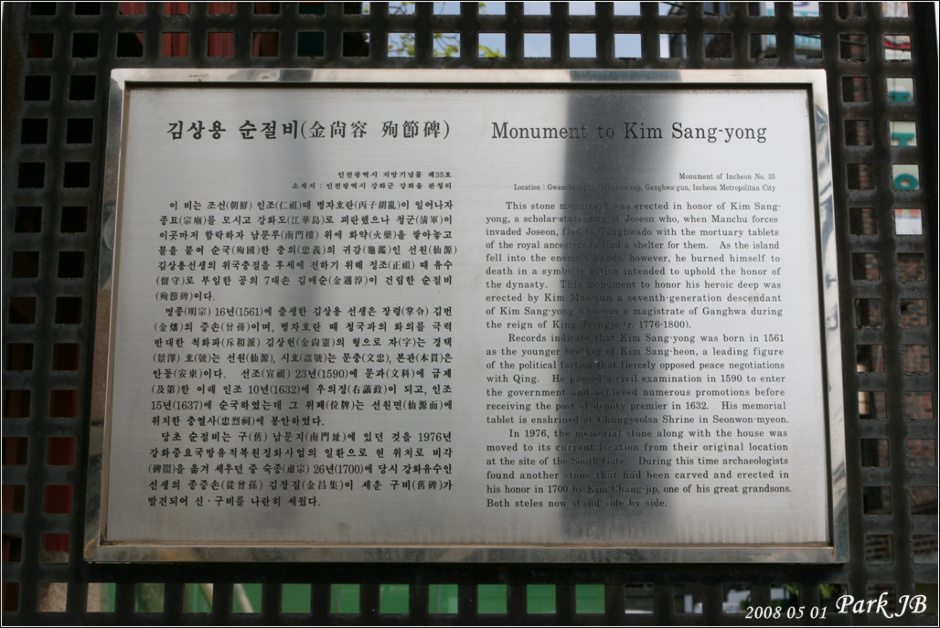 김상용 순절비(金尙容 殉節碑)
인천광역시 지방기념물 제35호
소재지 : 인천광역시 강화군 강화읍 관청리
이 비는 조선(朝鮮) 인조(仁祖)때 병자호란(丙子胡亂)이 일어나자
종묘(宗廟)를 모시고 강화도(江華島)로 피란했으나 청군(淸軍)이
이곳마저 함락하자 남문루(南門樓) 위에 화약(火藥)을 쌓아놓고
불을 붙여 순국(殉國)한 충의(忠義)의 귀감(龜鑑)인 선원(仙源)
김상용선생의 위국충절을 후세에 전하기 위해 정조(正祖) 때 유수
(留守)로 부임한 공의 7대손 김매순(金邁淳)이 건립한 순절비
(殉節碑)이다.
명종(明宗) 16년(1561)에 출생한 김상용 선생은 장령(掌令) 김번
(金璠)의 증손(曾孫)이며, 병자호란 때 청국과의 화의를 극력
반대한 척화파(斥和派) 김상헌(金尙憲)의 형으로 자(字)는 경택
(景澤) 호(號)는 선원(仙源), 시호(諡號)는 문충(文忠), 본관(本貫)은
안동(安東)이다. 선조(宣祖) 23년(1590)에 문과(文科)에 급제
(及第)한 이래 인조 10년(1632)에 우의정(右議政)이 되고, 인조
15년(1637)에 순국하였는데 그 위패(位牌)는 선원면(仙源面)에
위치한 충렬사(忠烈祠)에 봉안하였다.
당초 순절비는 구(舊) 남문지(南門址)에 있던 것을 1976년
강화중요국방유적복원정화사업의 일환으로 현 위치로 비각
(碑閣)을 옮겨 세우던 중 숙종(肅宗) 26년(1700)에 당시 강화유수인
선생의 종증손(從曾孫) 김창집(金昌集)이 세운 구비(舊碑)가
발견되어 신·구비를 나란히 세웠다.
Monument to Kim Sang-yong
Monument of Incheon No. 35
Location : Ganghwa-gun, Incheon Metropolitan City
This stone monument was erected in honor of Kim Sang-
yong, a scholar-statesman of Joseon who, when Manchu forces
invaded Joseon, fled to Ganghwado with the mortuary tablets
of the royal ancestors to find a shelter for them. As the island
fell into the enemy's hands, however, he burned himself to
death in a symbolic action intended to uphold the honor of
the dynasty. This monument to honor his heroic deep was
erected by Kim Mae-sun a seventh-generation descendant
of Kim Sang-yong who was a magistrate of Ganghwa during
the reign of King Jeongjo (r. 1776-1800).
Records indicate that Kim Sang-yong was born in 1561
as the younger brother of Kim Sang-heon, a leading figure
of the political faction that fiercely opposed peace negotiations
with Qing. He passed a civil examination in 1590 to enter
the government and achieved numerous promotions before
receiving the post of deputy premier in 1632. His memorial
tablet is enshrined at Chungyeolsa Shrine in Seonwon-myeon.
In 1976, the memorial stone along with the house was
moved to its current location from their original location
at the site of the South Gate. During this time archaeologists
found another stone that had been carved and erected in
his honor in 1700 by Kim Chang-jip, one of his great grandsons.
Both steles now stand side by side.
2008 05 01 Park JB